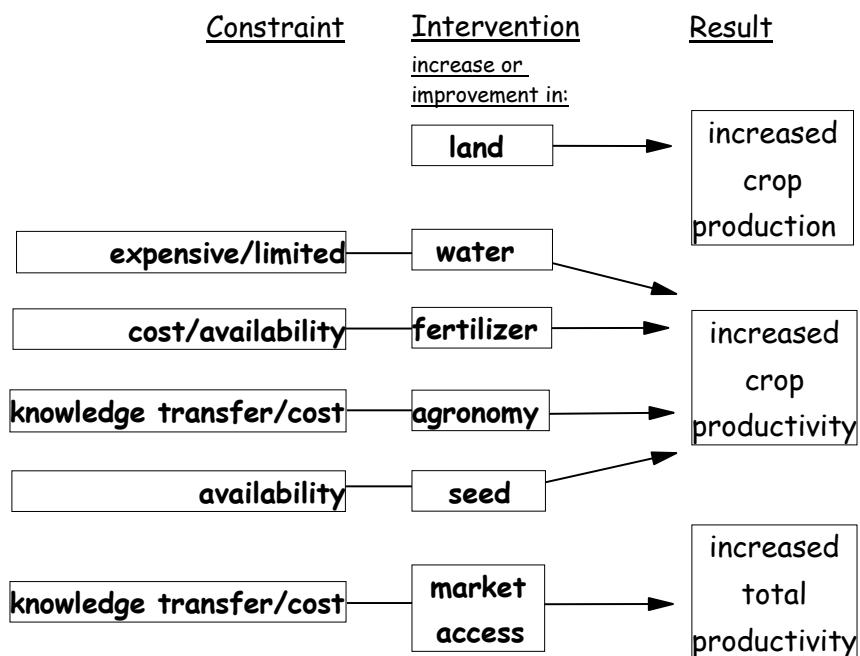 Constraint Intervention Result
increase or
improvement in:
land
increased
crop
production
expensive/limited water
cost/availability fertilizer
knowledge transfer/cost agronomy
availability seed
increased
crop
productivity
knowledge transfer/cost market
access
increased
total
productivity